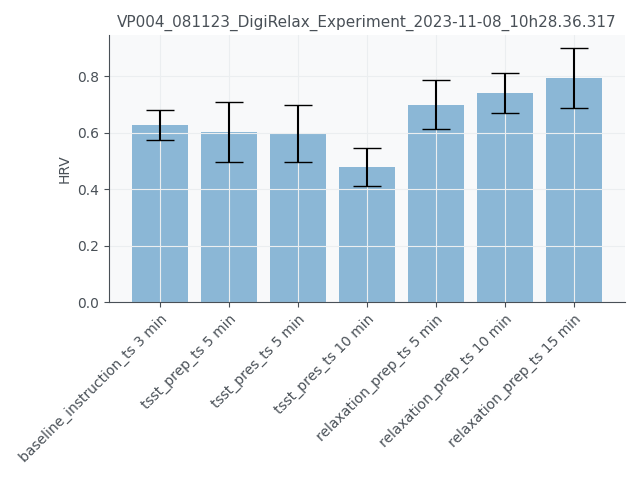 VP004_081123_DigiRelax_Experiment_2023-11-08_10h28.36.317
HRV
0.8
0.6
0.4
0.2
0.0
baseline_instruction_ts 3 min
tsst_prep_ts 5 min
tsst_pres_ts 5 min
tsst_pres_ts 10 min
relaxation_prep_ts 5 min
relaxation_prep_ts 10 min
relaxation_prep_ts 15 min